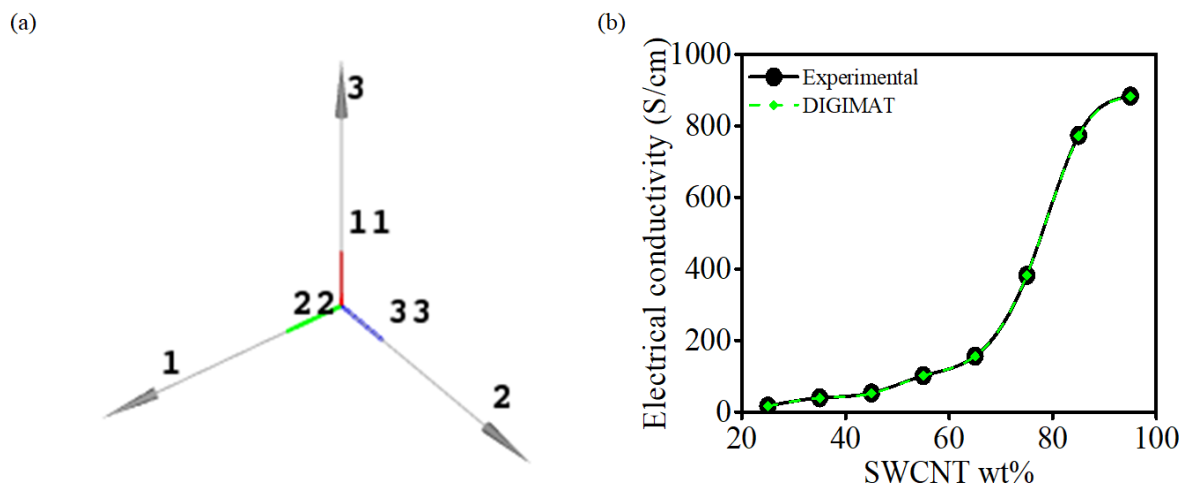 (a)
3
11
22
33
1
2
(b)
Electrical conductivity (S/cm)
1000
800
600
400
200
0
Experimental
DIGIMAT
20 40 60 80 100
SWCNT wt%